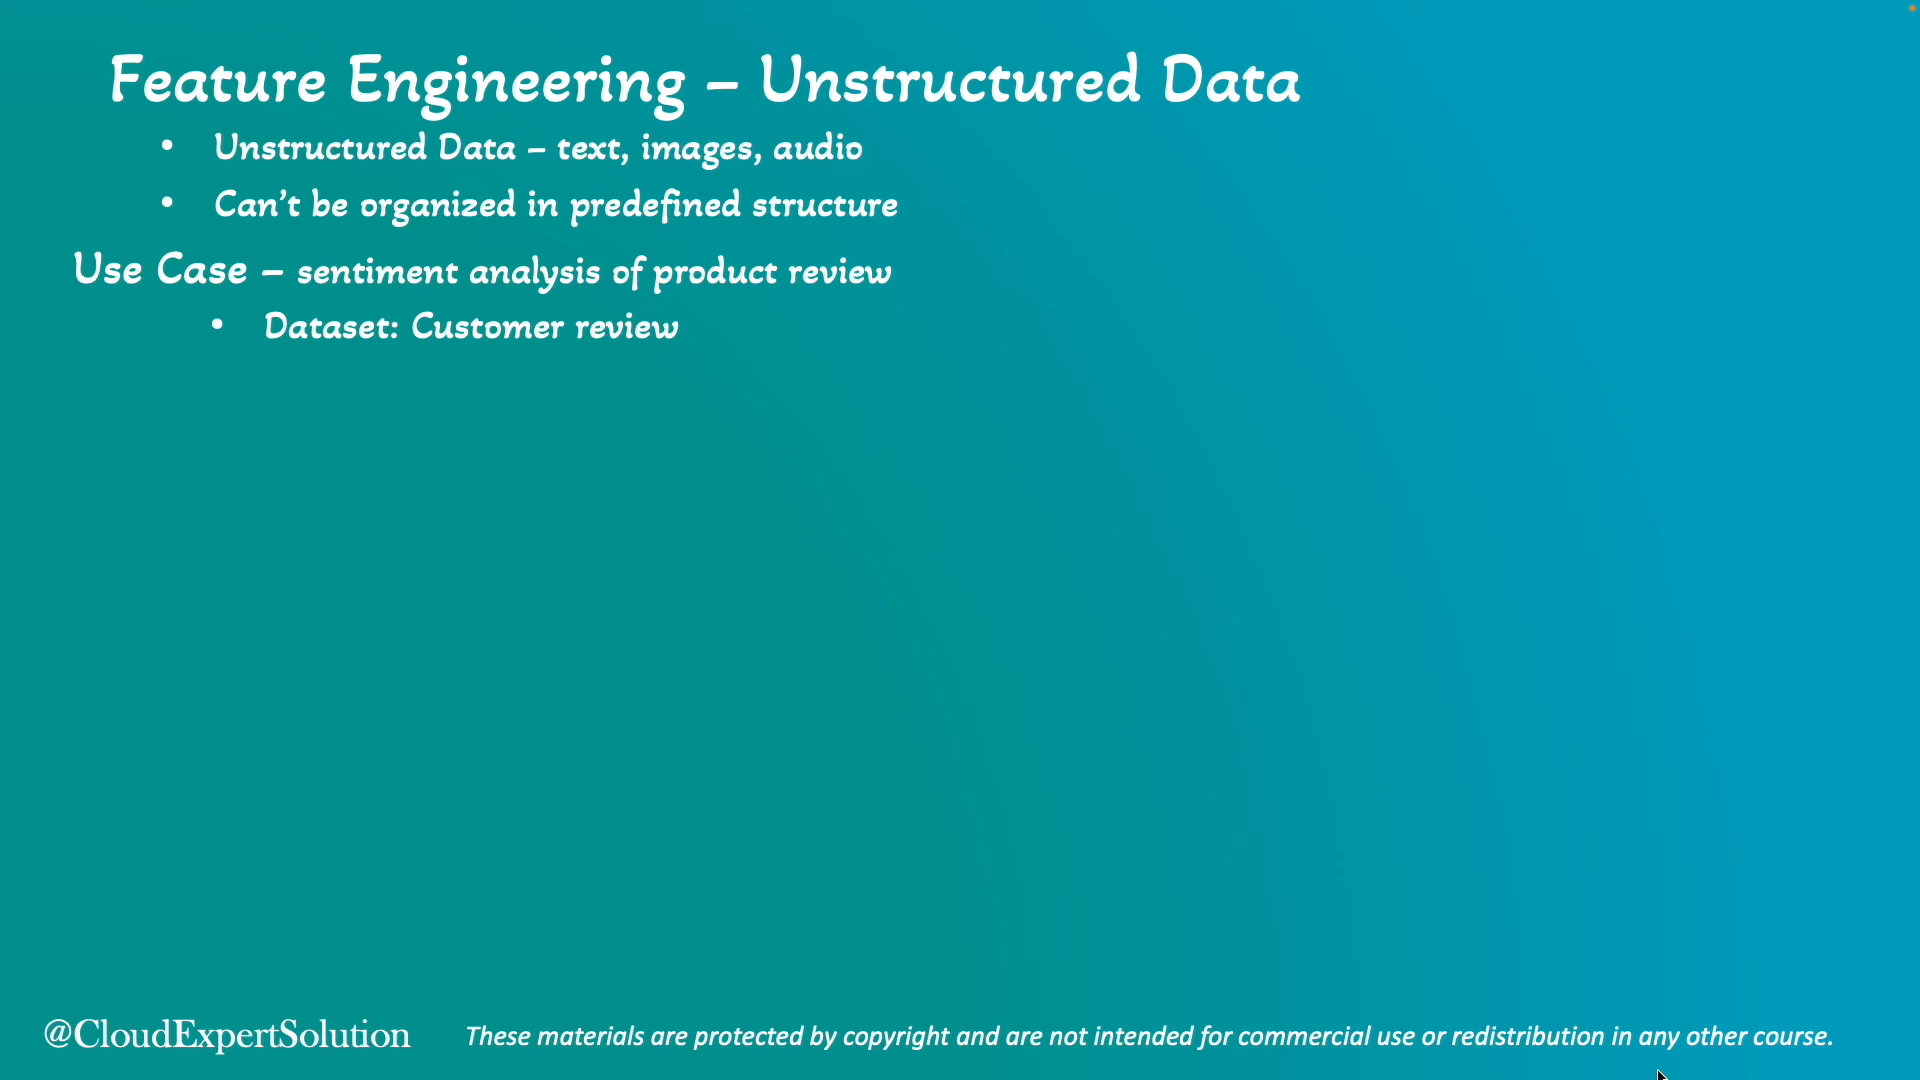 Feature Engineering – Unstructured Data
• Unstructured Data – text, images, audio
• Can’t be organized in predefined structure
Use Case – sentiment analysis of product review
• Dataset: Customer review
@CloudExpertSolution
These materials are protected by copyright and are not intended for commercial use or redistribution in any other course.